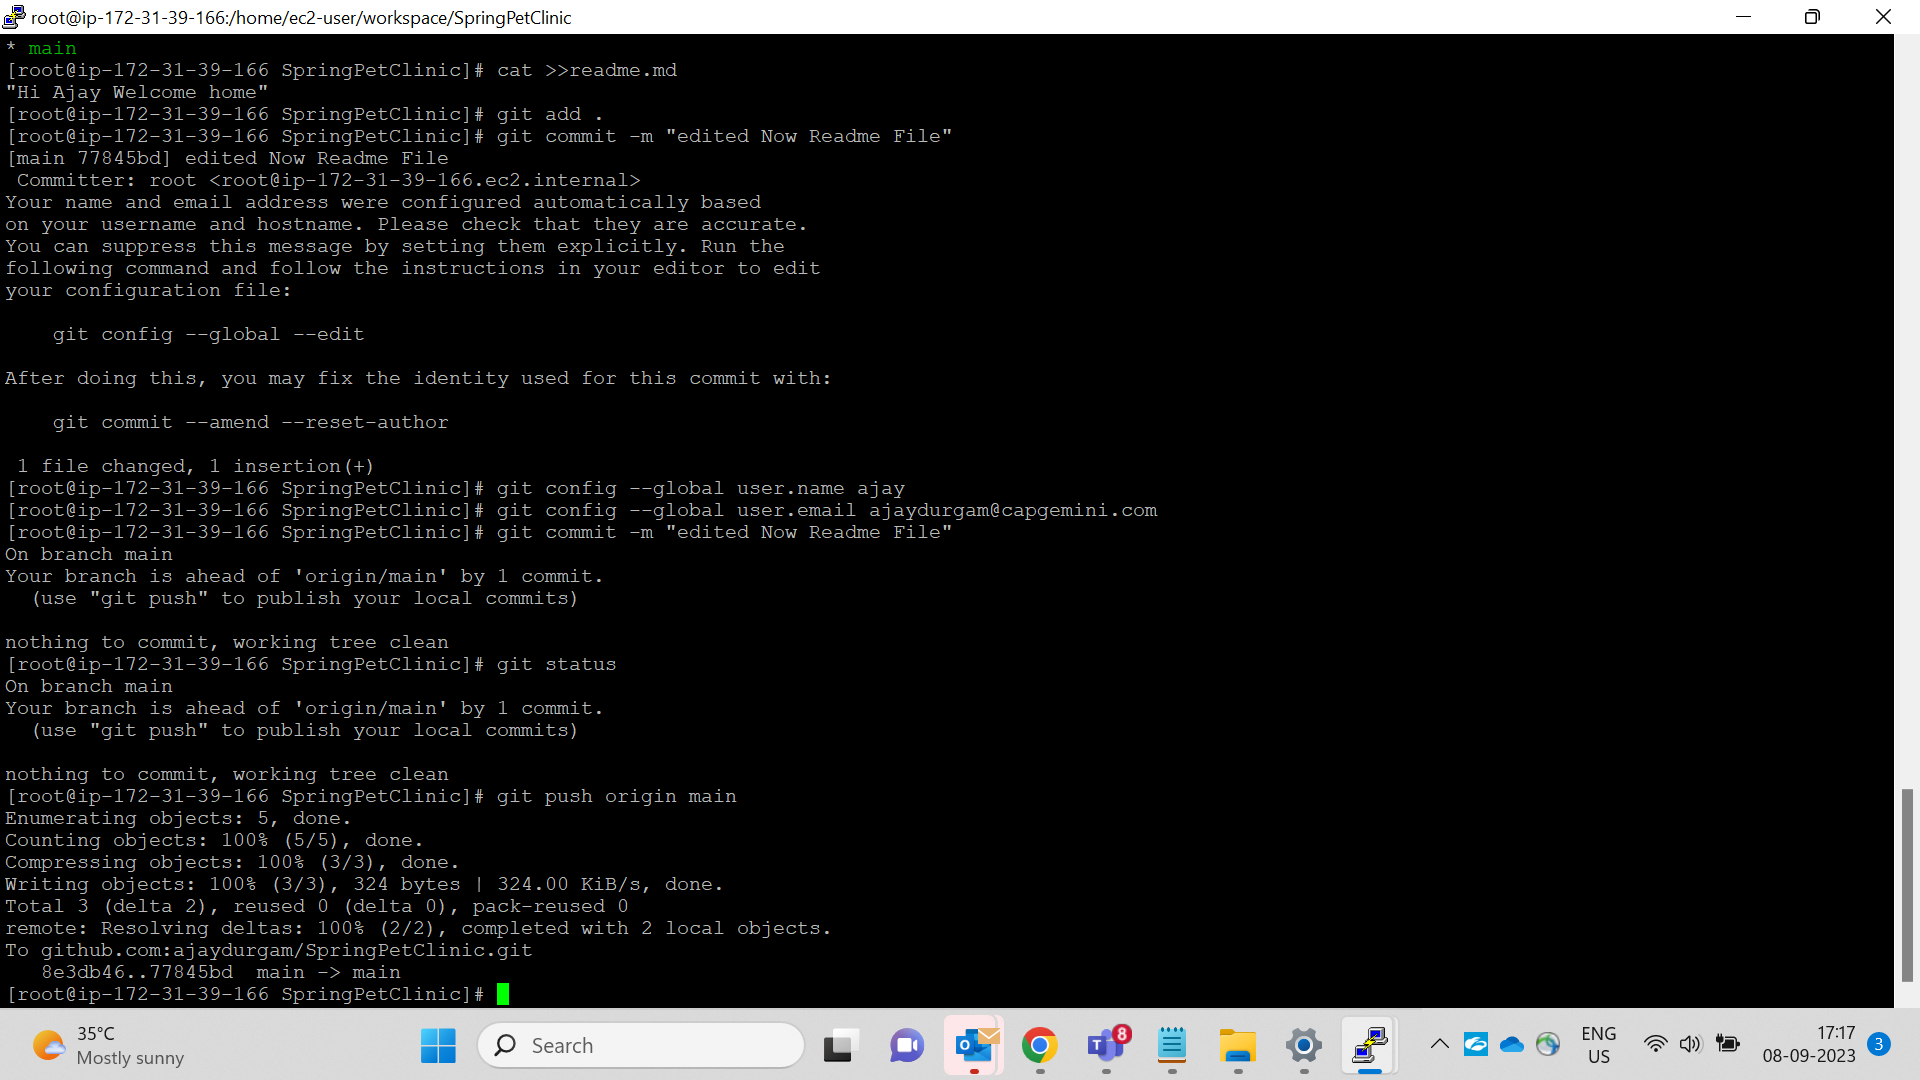 root@ip-172-31-39-166:/home/ec2-user/workspace/SpringPetClinic
* main
[root@ip-172-31-39-166 SpringPetClinic]# cat >>readme.md
"Hi Ajay Welcome home"
[root@ip-172-31-39-166 SpringPetClinic]# git add .
[root@ip-172-31-39-166 SpringPetClinic]# git commit -m "edited Now Readme File"
[main 77845bd] edited Now Readme File
 Committer: root <root@ip-172-31-39-166.ec2.internal>
Your name and email address were configured automatically based
on your username and hostname. Please check that they are accurate.
You can suppress this message by setting them explicitly. Run the
following command and follow the instructions in your editor to edit
your configuration file:
    git config --global --edit
After doing this, you may fix the identity used for this commit with:
    git commit --amend --reset-author
 1 file changed, 1 insertion(+)
[root@ip-172-31-39-166 SpringPetClinic]# git config --global user.name ajay
[root@ip-172-31-39-166 SpringPetClinic]# git config --global user.email ajaydurgam@capgemini.com
[root@ip-172-31-39-166 SpringPetClinic]# git commit -m "edited Now Readme File"
On branch main
Your branch is ahead of 'origin/main' by 1 commit.
  (use "git push" to publish your local commits)
nothing to commit, working tree clean
[root@ip-172-31-39-166 SpringPetClinic]# git status
On branch main
Your branch is ahead of 'origin/main' by 1 commit.
  (use "git push" to publish your local commits)
nothing to commit, working tree clean
[root@ip-172-31-39-166 SpringPetClinic]# git push origin main
Enumerating objects: 5, done.
Counting objects: 100% (5/5), done.
Compressing objects: 100% (3/3), done.
Writing objects: 100% (3/3), 324 bytes | 324.00 KiB/s, done.
Total 3 (delta 2), reused 0 (delta 0), pack-reused 0
remote: Resolving deltas: 100% (2/2), completed with 2 local objects.
To github.com:ajaydurgam/SpringPetClinic.git
   8e3db46..77845bd  main -> main
[root@ip-172-31-39-166 SpringPetClinic]#
35°C
Mostly sunny
Search
8
ENG
US
17:17
08-09-2023
3